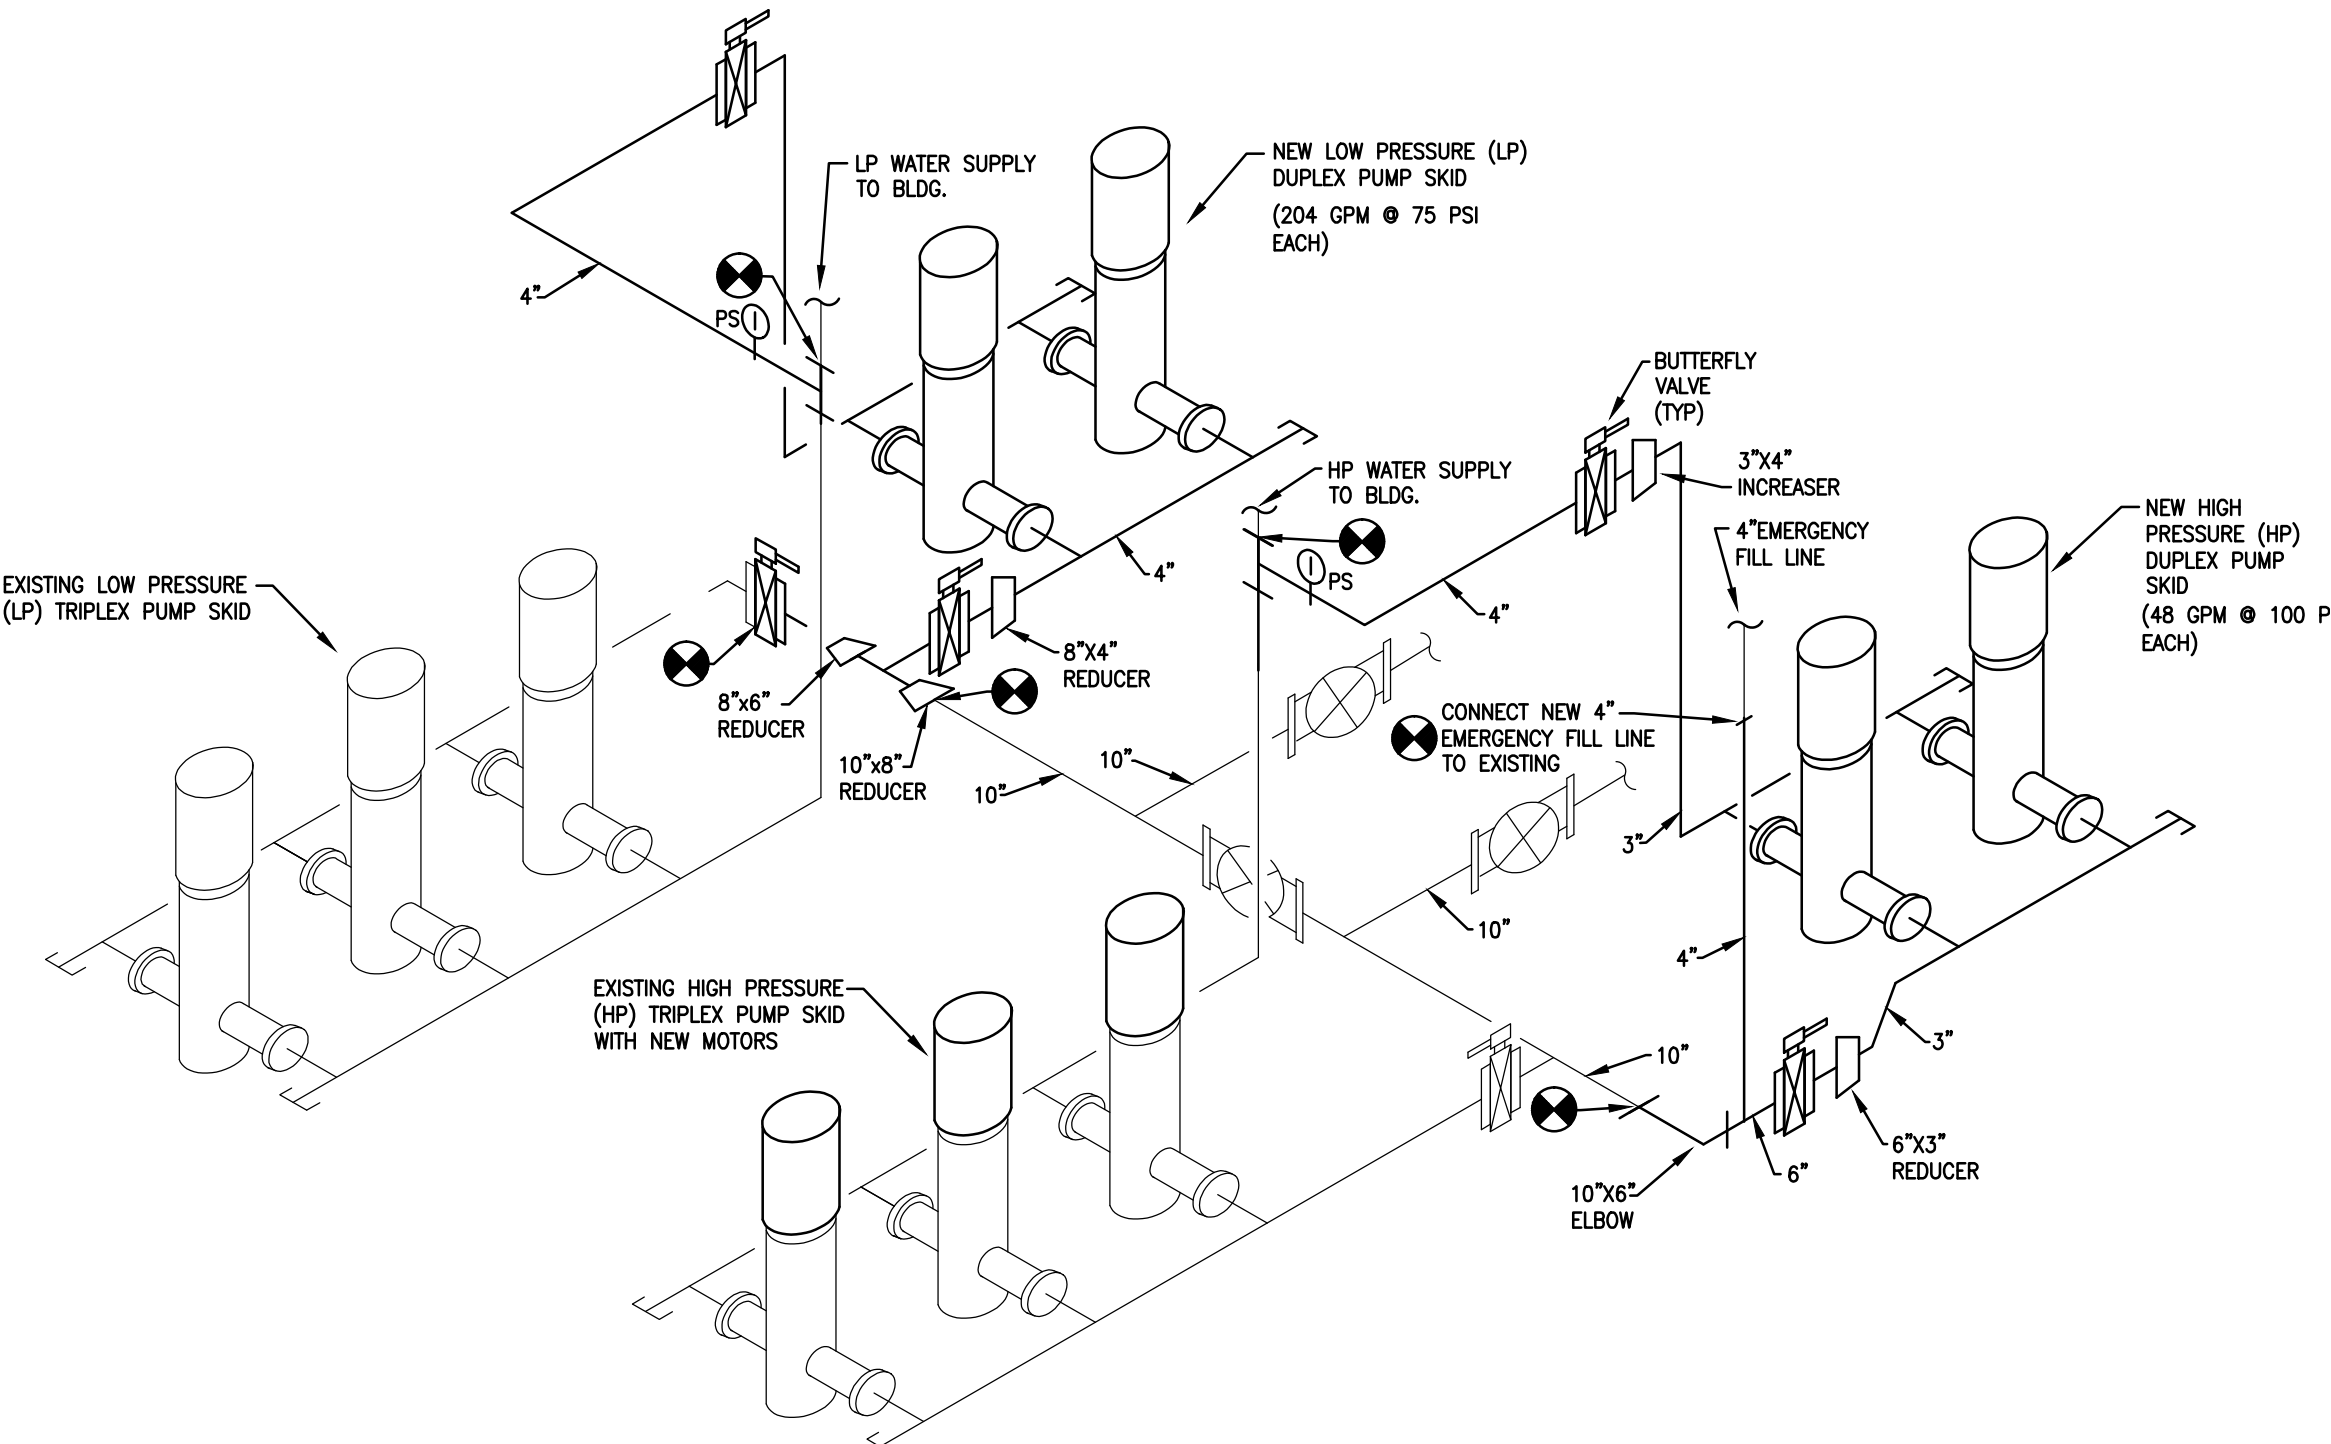 LP WATER SUPPLY
TO BLDG.
NEW LOW PRESSURE (LP)
DUPLEX PUMP SKID
(204 GPM @ 75 PSI
EACH)
4"
PS
BUTTERFLY
VALVE
(TYP)
HP WATER SUPPLY
TO BLDG.
3"X4"
INCREASER
4"EMERGENCY
FILL LINE
NEW HIGH
PRESSURE (HP)
DUPLEX PUMP
SKID
(48 GPM @ 100 P
EACH)
EXISTING LOW PRESSURE
(LP) TRIPLEX PUMP SKID
4"
PS
4"
8"X4"
REDUCER
8"x6"
REDUCER
10"x8"
REDUCER
10"
10"
CONNECT NEW 4"
EMERGENCY FILL LINE
TO EXISTING
3"
10"
4"
EXISTING HIGH PRESSURE
(HP) TRIPLEX PUMP SKID
WITH NEW MOTORS
10"
3"
6"X3"
REDUCER
6"
10"X6"
ELBOW